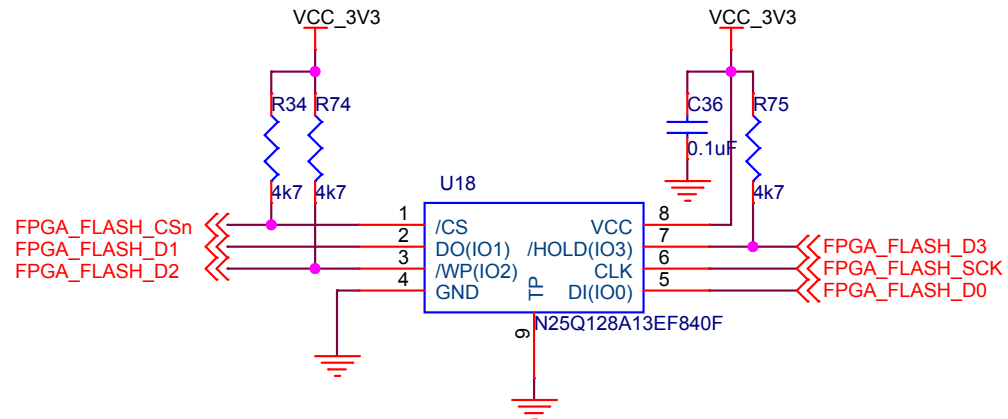 VCC_3V3 VCC_3V3
R34 R74 C36 R75
0.1uF
4k7 4k7 4k7
U18
FPGA_FLASH_CSn 1 /CS VCC 8
FPGA_FLASH_D1 2 DO(IO1) /HOLD(IO3) 7 FPGA_FLASH_D3
FPGA_FLASH_D2 3 /WP(IO2) CLK 6 FPGA_FLASH_SCK
4 GND TP DI(IO0) 5 FPGA_FLASH_D0
9 N25Q128A13EF840F